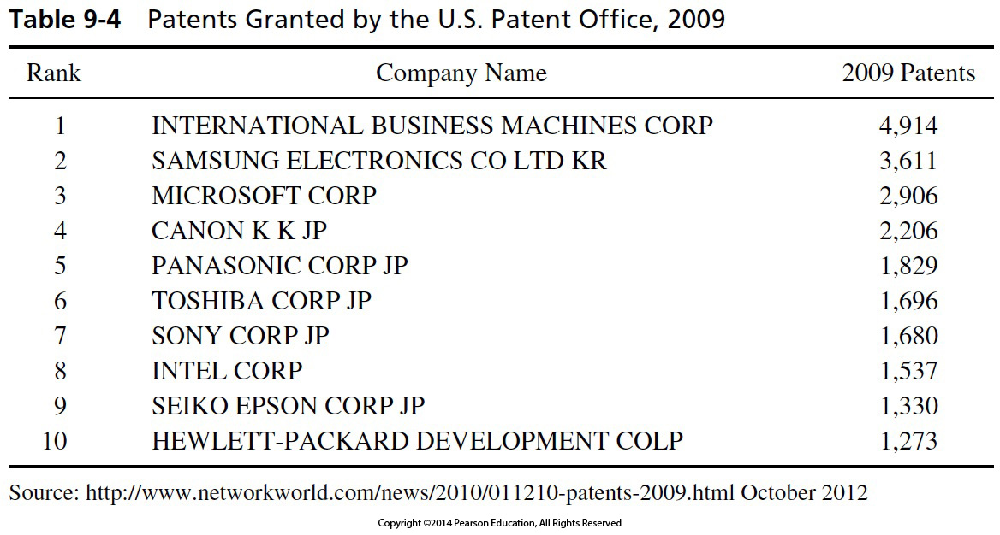 Table 9-4 Patents Granted by the U.S. Patent Office, 2009
Rank Company Name 2009 Patents
1 INTERNATIONAL BUSINESS MACHINES CORP 4,914
2 SAMSUNG ELECTRONICS CO LTD KR 3,611
3 MICROSOFT CORP 2,906
4 CANON K K JP 2,206
5 PANASONIC CORP JP 1,829
6 TOSHIBA CORP JP 1,696
7 SONY CORP JP 1,680
8 INTEL CORP 1,537
9 SEIKO EPSON CORP JP 1,330
10 HEWLETT-PACKARD DEVELOPMENT COLP 1,273
Source: http://www.networkworld.com/news/2010/011210-patents-2009.html October 2012
Copyright ©2014 Pearson Education, All Rights Reserved